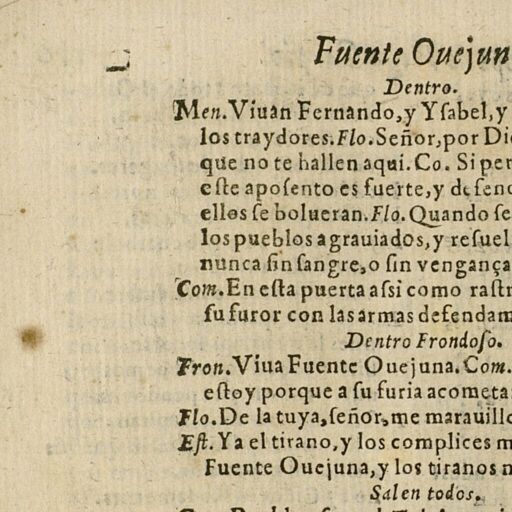 Fuente Ouejun
Dentro.
Men. Viuan Fernando, y Ysabel, y
los traydores. Flo. Señor, por Di
que no te hallen aqui. Co. Si per
este aposento es fuerte, y defen
ellos se bolueran. Flo. Quando se
los pueblos agrauiados, y resuel
nunca sin sangre, o sin vengança
Com. En esta puerta assi como rastr
su furor con las armas defendam
Dentro Frondoso.
Fron. Viua Fuente Ouejuna. Com.
estoy porque a su furia acometa
Flo. De la tuya, señor, me marauillo
Est. Ya el tirano, y los complices m
Fuente Ouejuna, y los tiranos m
Salen todos.